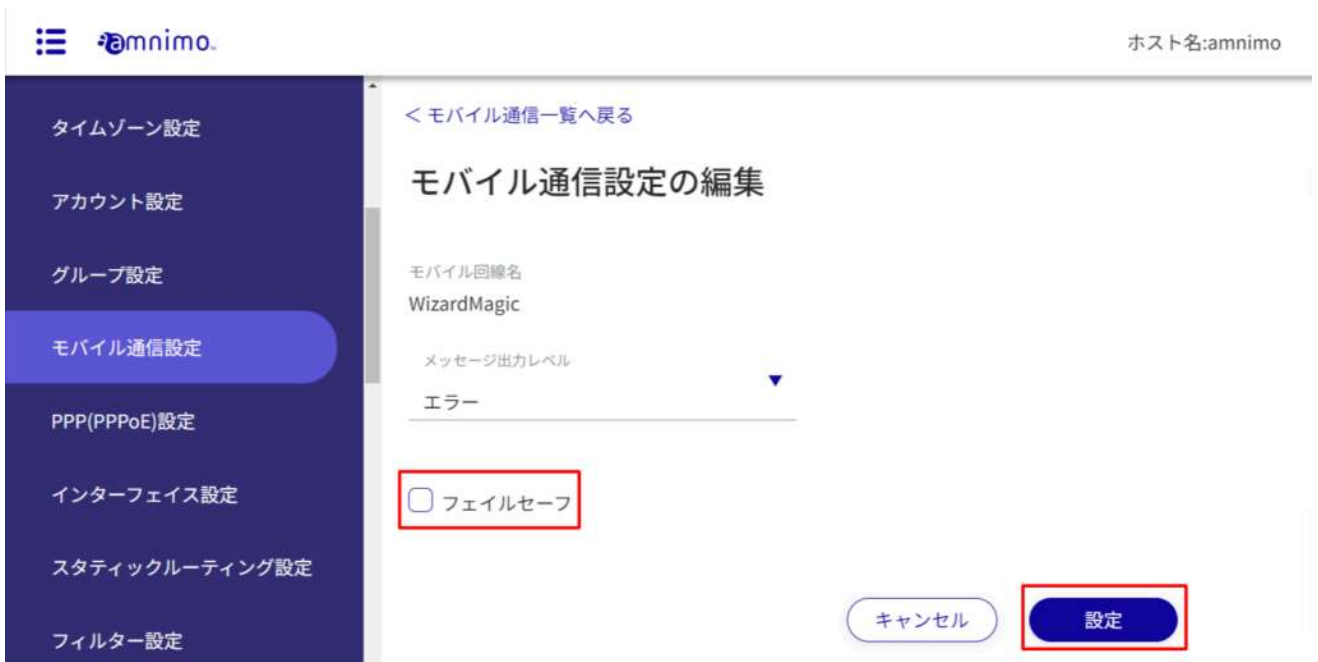 amnimo
ホスト名:amnimo
タイムゾーン設定
アカウント設定
グループ設定
モバイル通信設定
PPP(PPPoE)設定
インターフェイス設定
スタティックルーティング設定
フィルター設定
＜モバイル通信一覧へ戻る
モバイル通信設定の編集
モバイル回線名
WizardMagic
メッセージ出力レベル
エラー
フェイルセーフ
キャンセル
設定